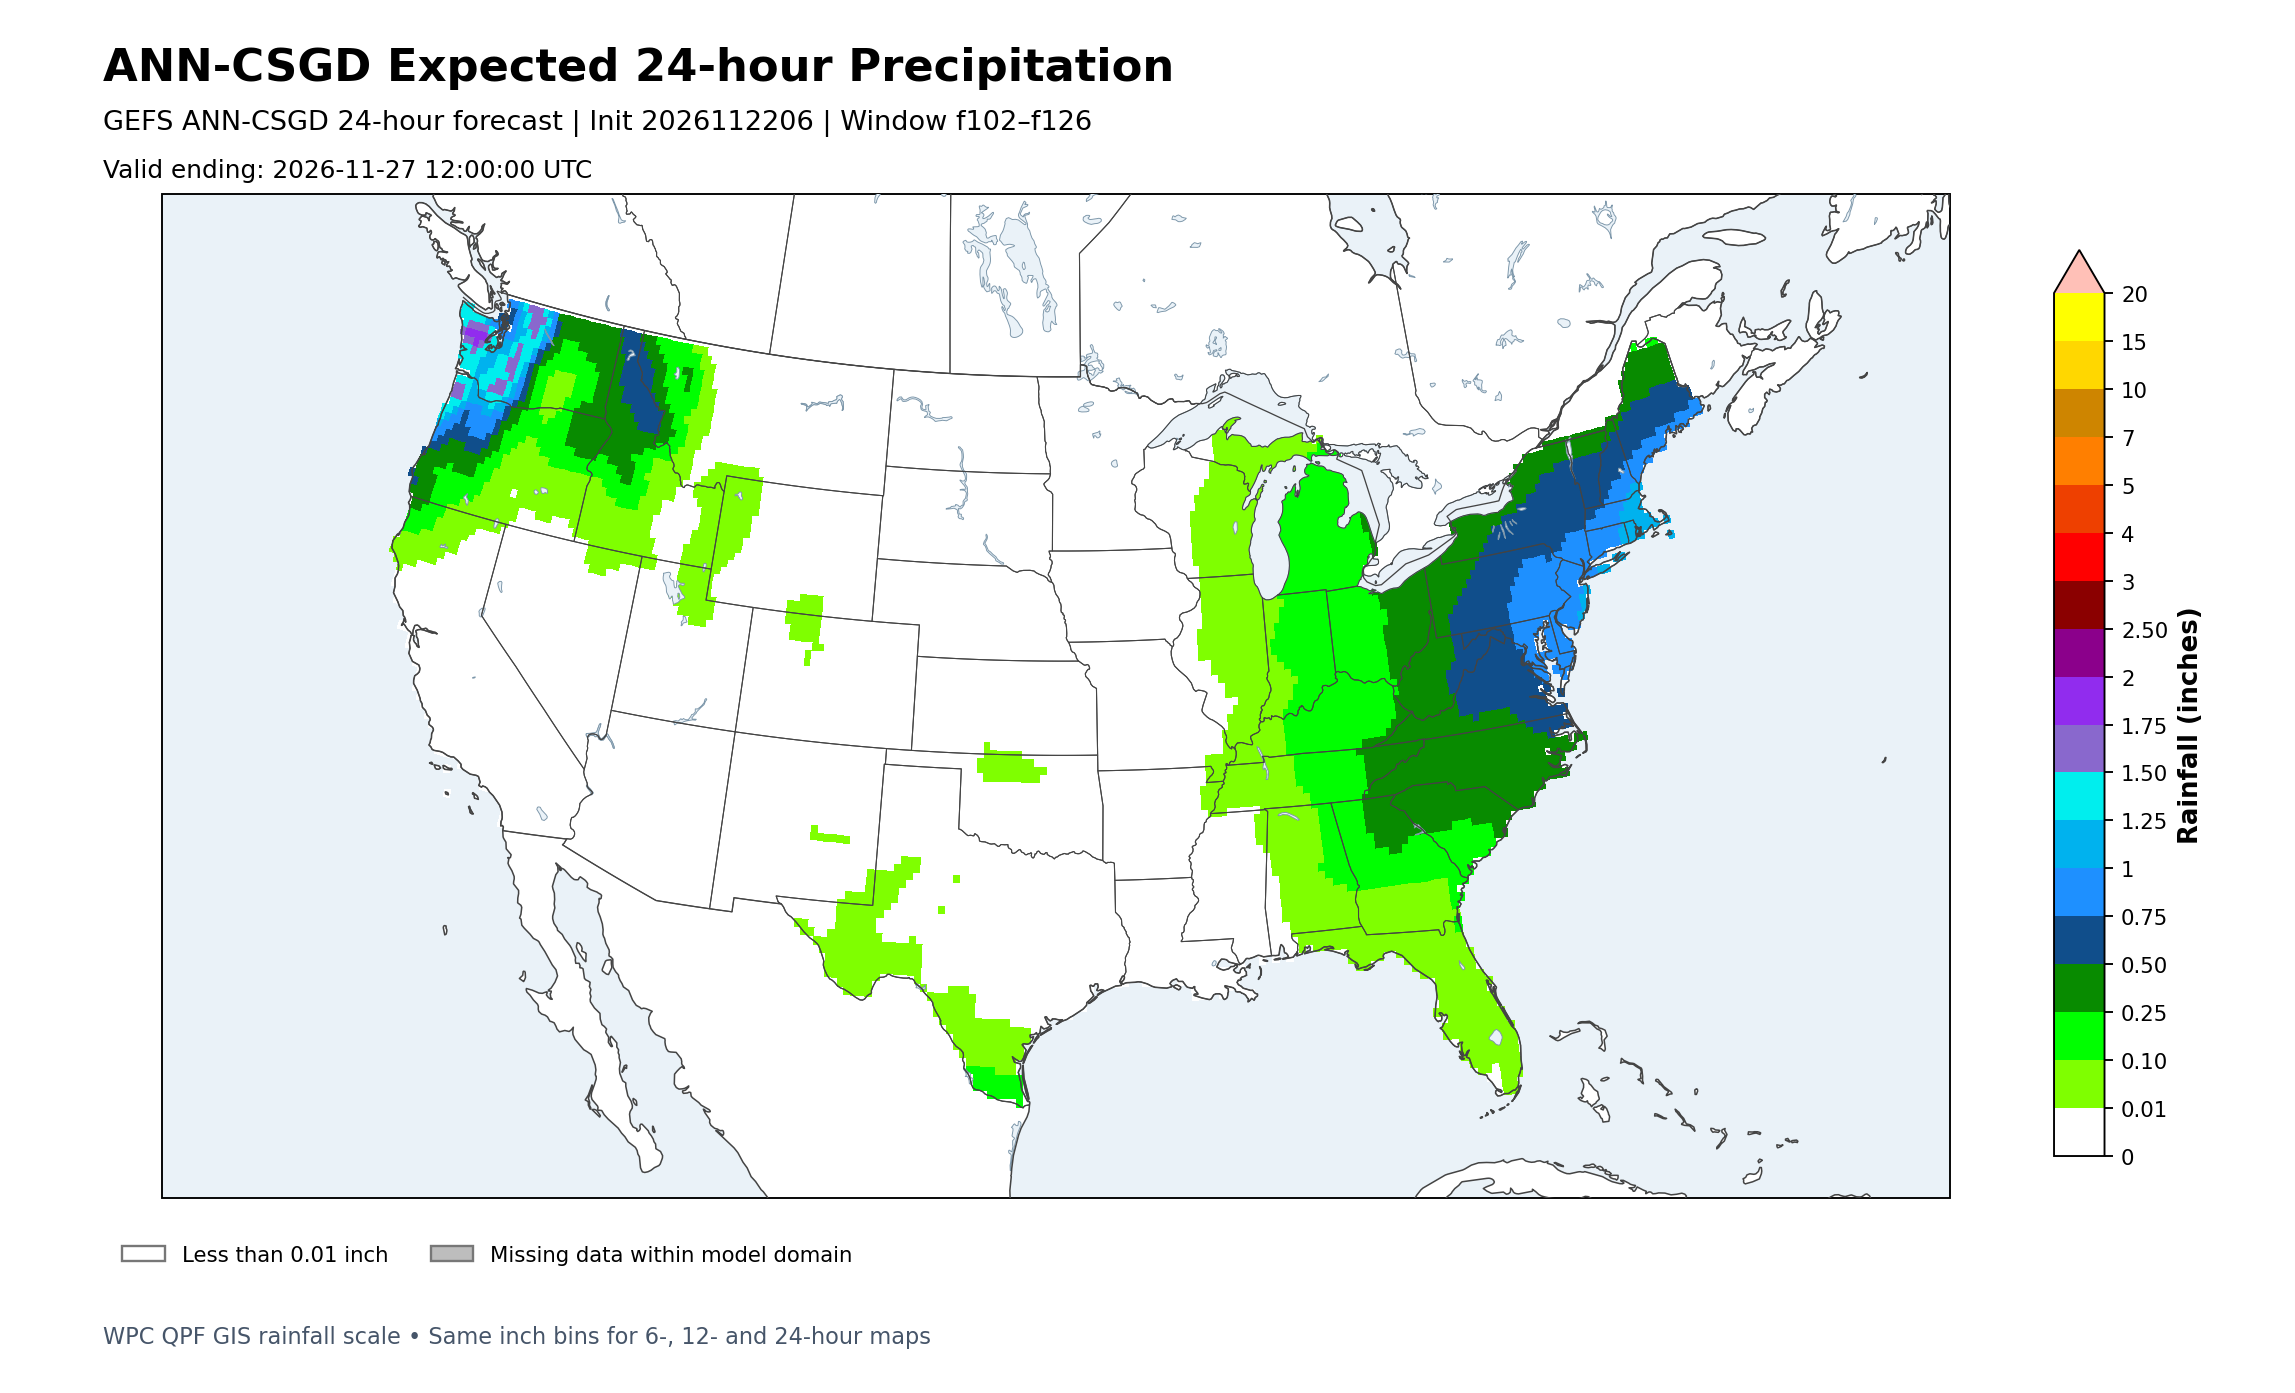 ANN-CSGD Expected 24-hour Precipitation
GEFS ANN-CSGD 24-hour forecast | Init 2026112206 | Window f102–f126
Valid ending: 2026-11-27 12:00:00 UTC
20
15
10
7
5
4
3
2.50
2
1.75
1.50
1.25
1
0.75
0.50
0.25
0.10
0.01
0
Rainfall (inches)
Less than 0.01 inch
Missing data within model domain
WPC QPF GIS rainfall scale • Same inch bins for 6-, 12- and 24-hour maps